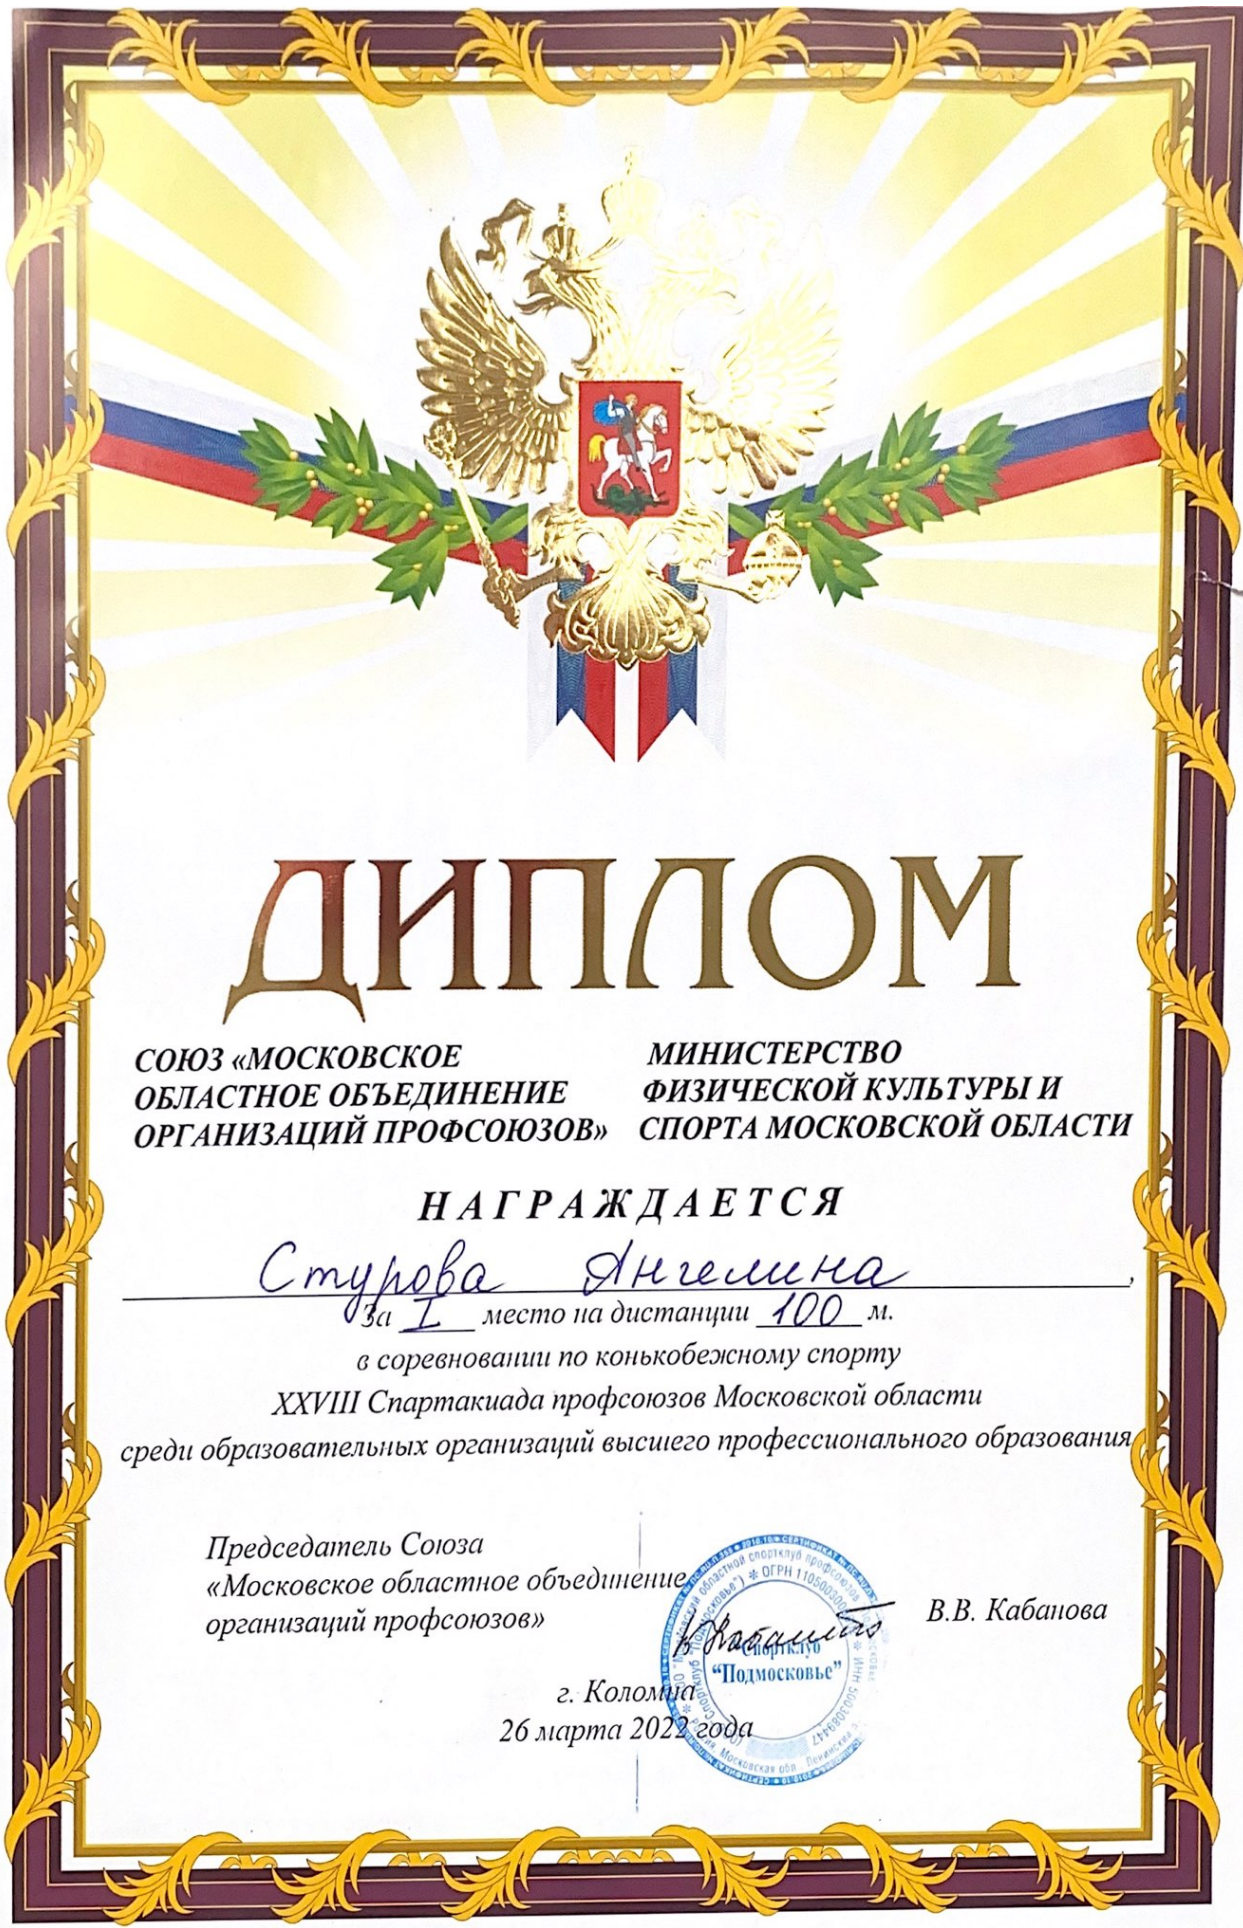 ДИПЛОМ
СОЮЗ «МОСКОВСКОЕ
ОБЛАСТНОЕ ОБЪЕДИНЕНИЕ
ОРГАНИЗАЦИЙ ПРОФСОЮЗОВ»
МИНИСТЕРСТВО
ФИЗИЧЕСКОЙ КУЛЬТУРЫ И
СПОРТА МОСКОВСКОЙ ОБЛАСТИ
НАГРАЖДАЕТСЯ
Стурова Ангелина,
За I место на дистанции 100 м.
в соревновании по конькобежному спорту
XXVIII Спартакиада профсоюзов Московской области
среди образовательных организаций высшего профессионального образования
Председатель Союза
«Московское областное объединение
организаций профсоюзов»
В.В. Кабанова
Спортклуб
"Подмосковье"
г. Коломна
26 марта 2022 года